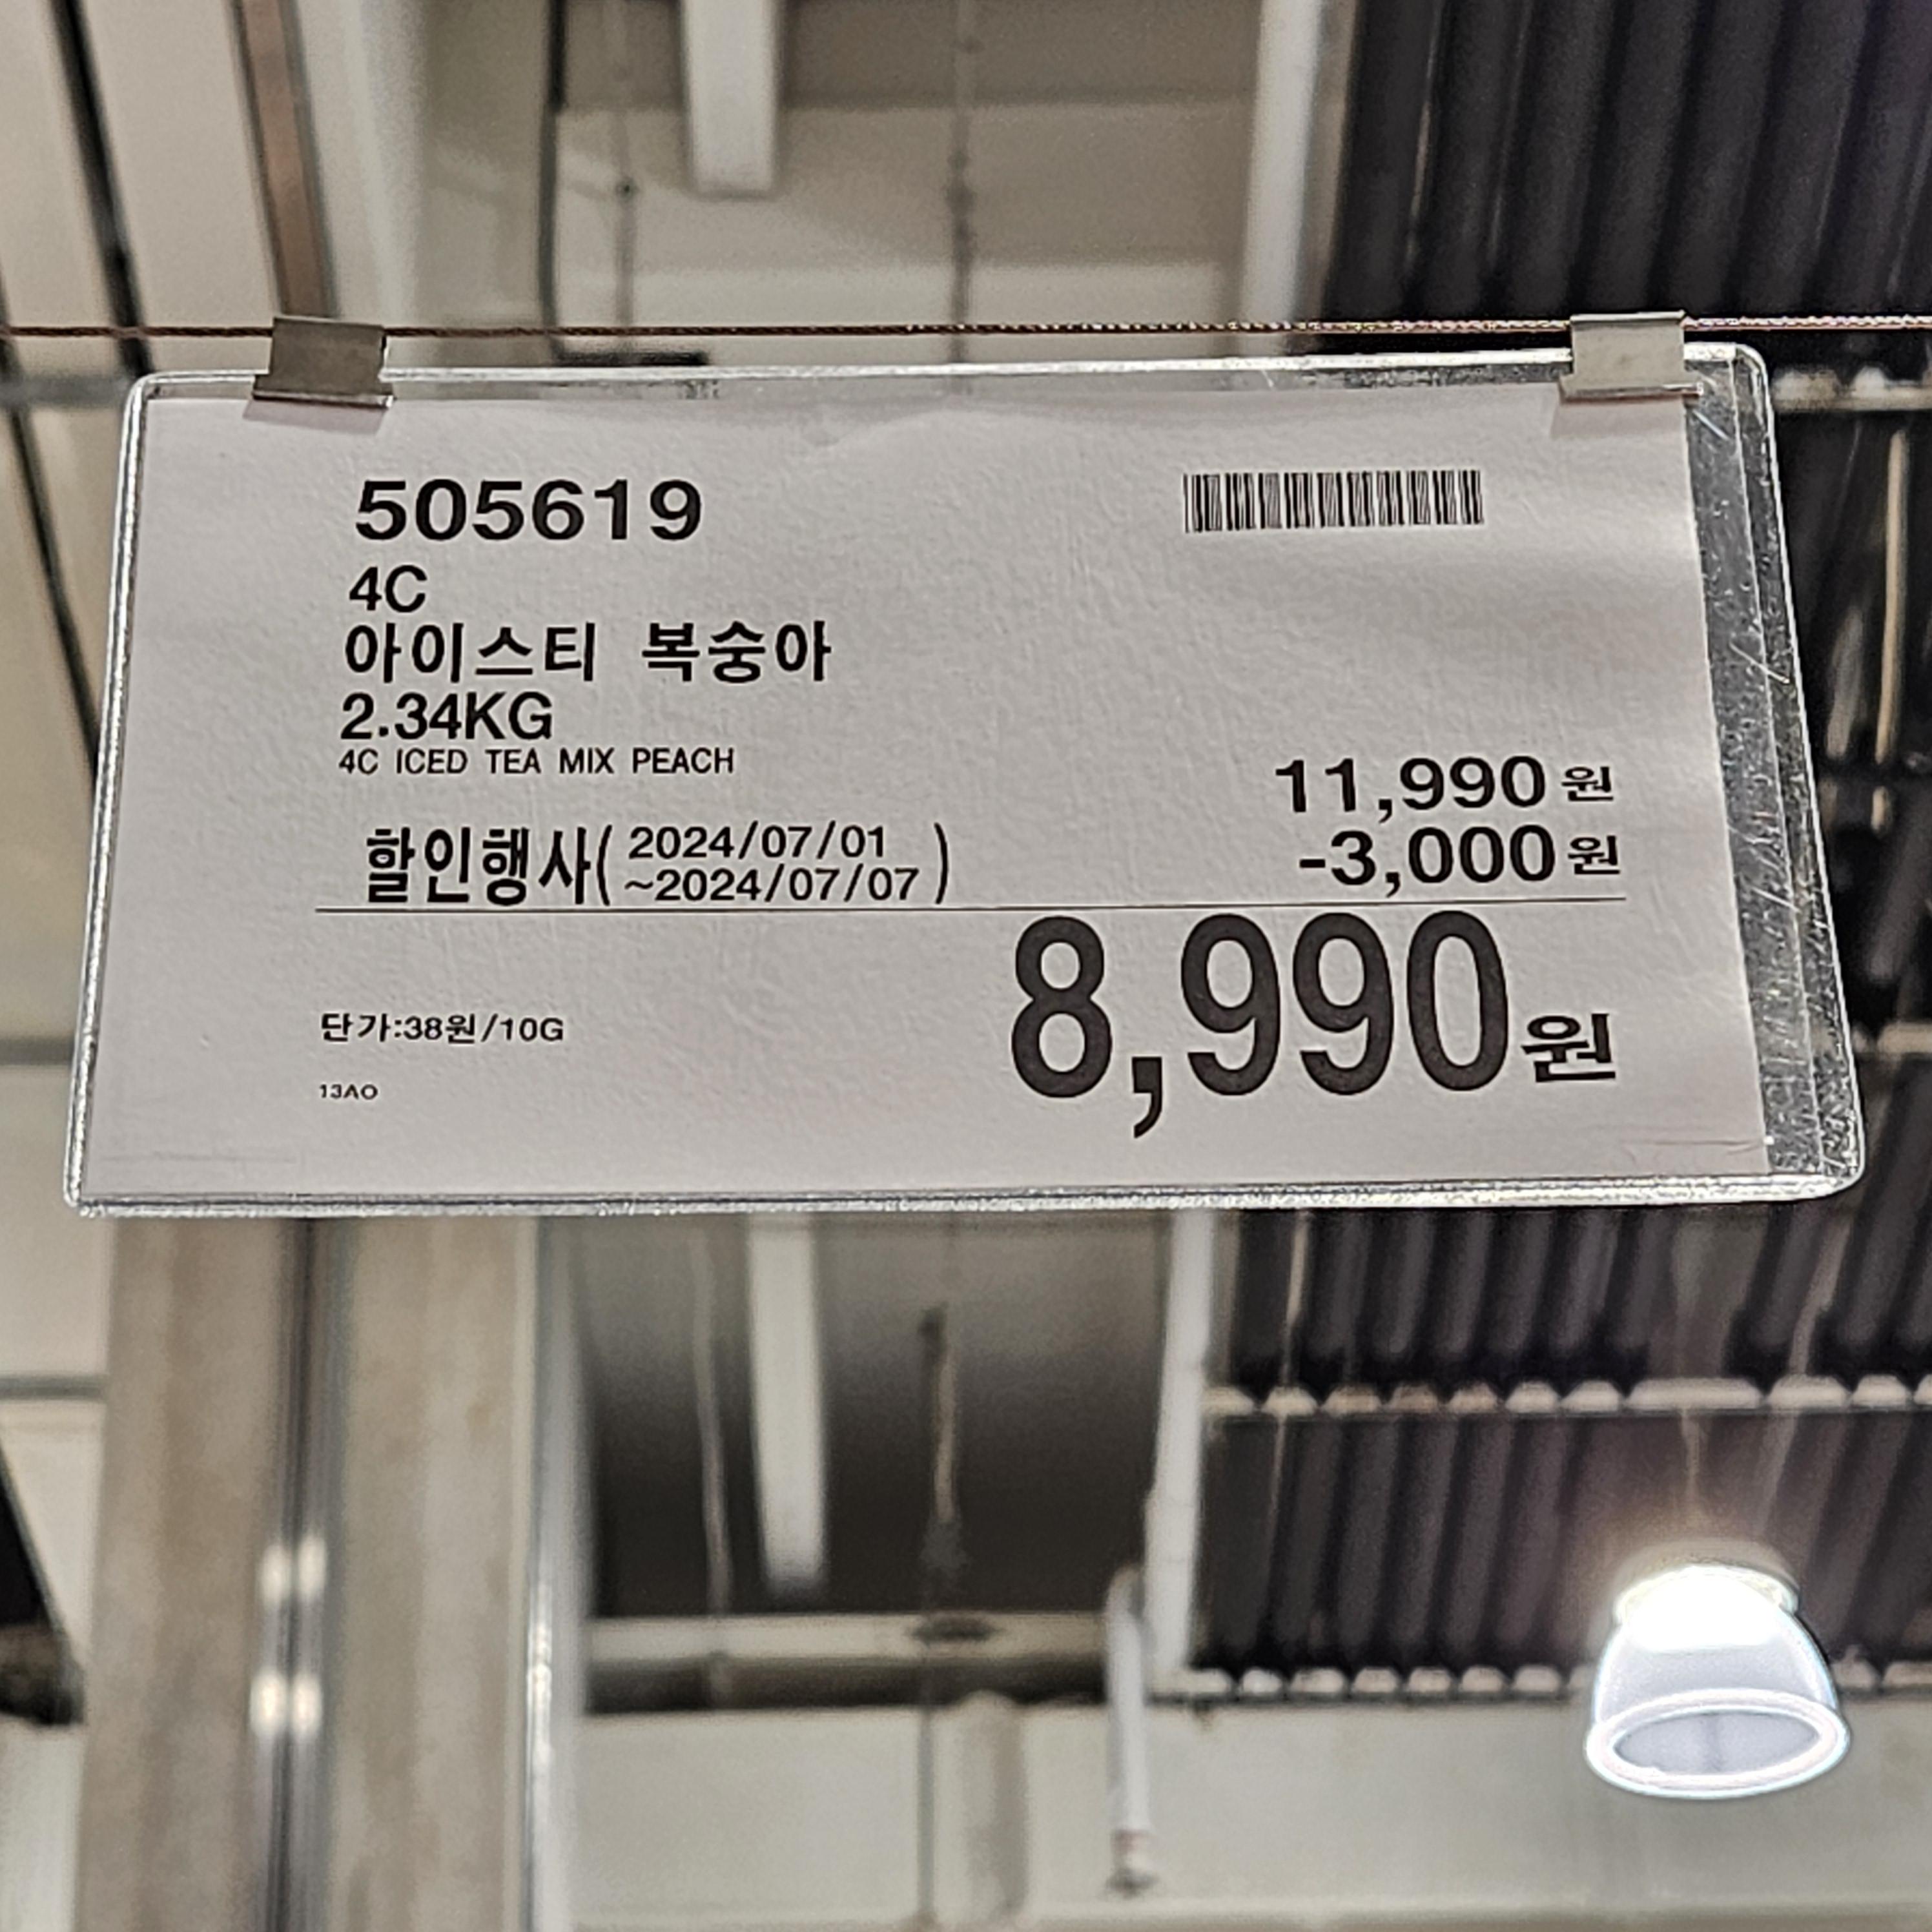 505619
4C
아이스티 복숭아
2.34KG
4C ICED TEA MIX PEACH
11,990원
할인행사( 2024/07/01
~2024/07/07 )
-3,000원
8,990원
단가:38원/10G
13AO